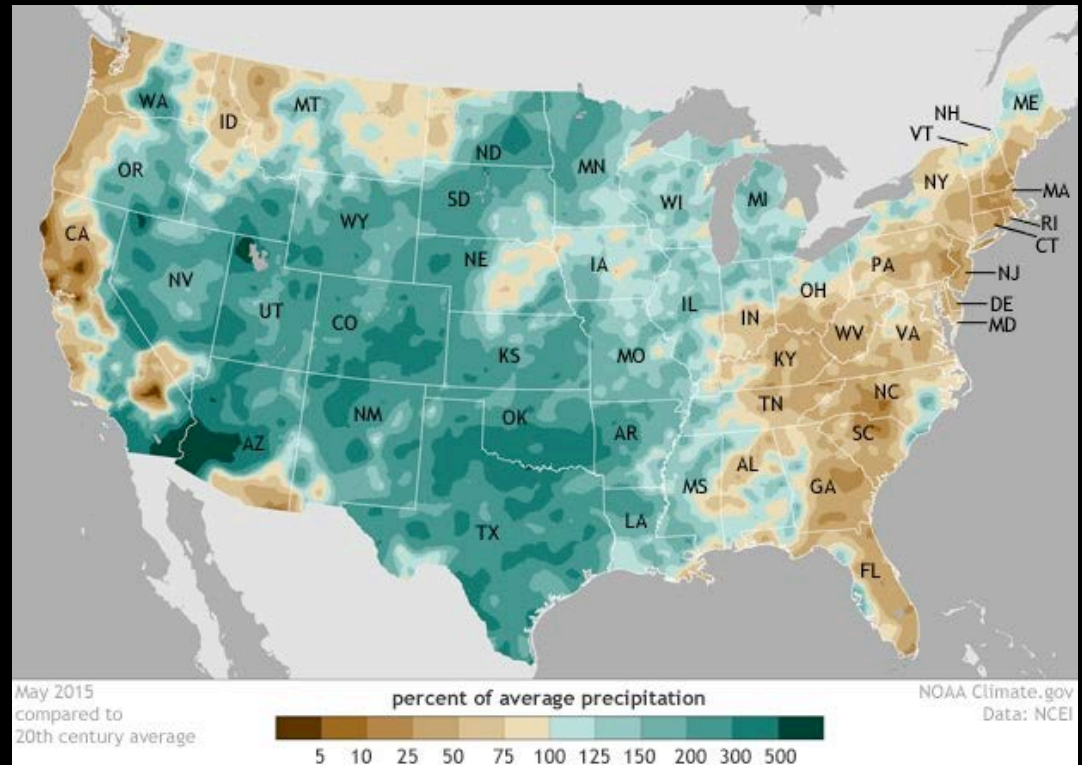 WA
MT
ME
NH
VT
ID
OR
ND
MN
NY
MA
SD
WI
MI
RI
CT
WY
CA
NE
IA
PA
NJ
NV
UT
CO
IL
IN
OH
WV
VA
DE
MD
KS
MO
KY
NM
OK
AR
TN
NC
SC
AZ
MS
AL
GA
TX
LA
FL
May 2015
compared to
20th century average
percent of average precipitation
5 10 25 50 75 100 125 150 200 300 500
NOAA Climate.gov
Data: NCEI